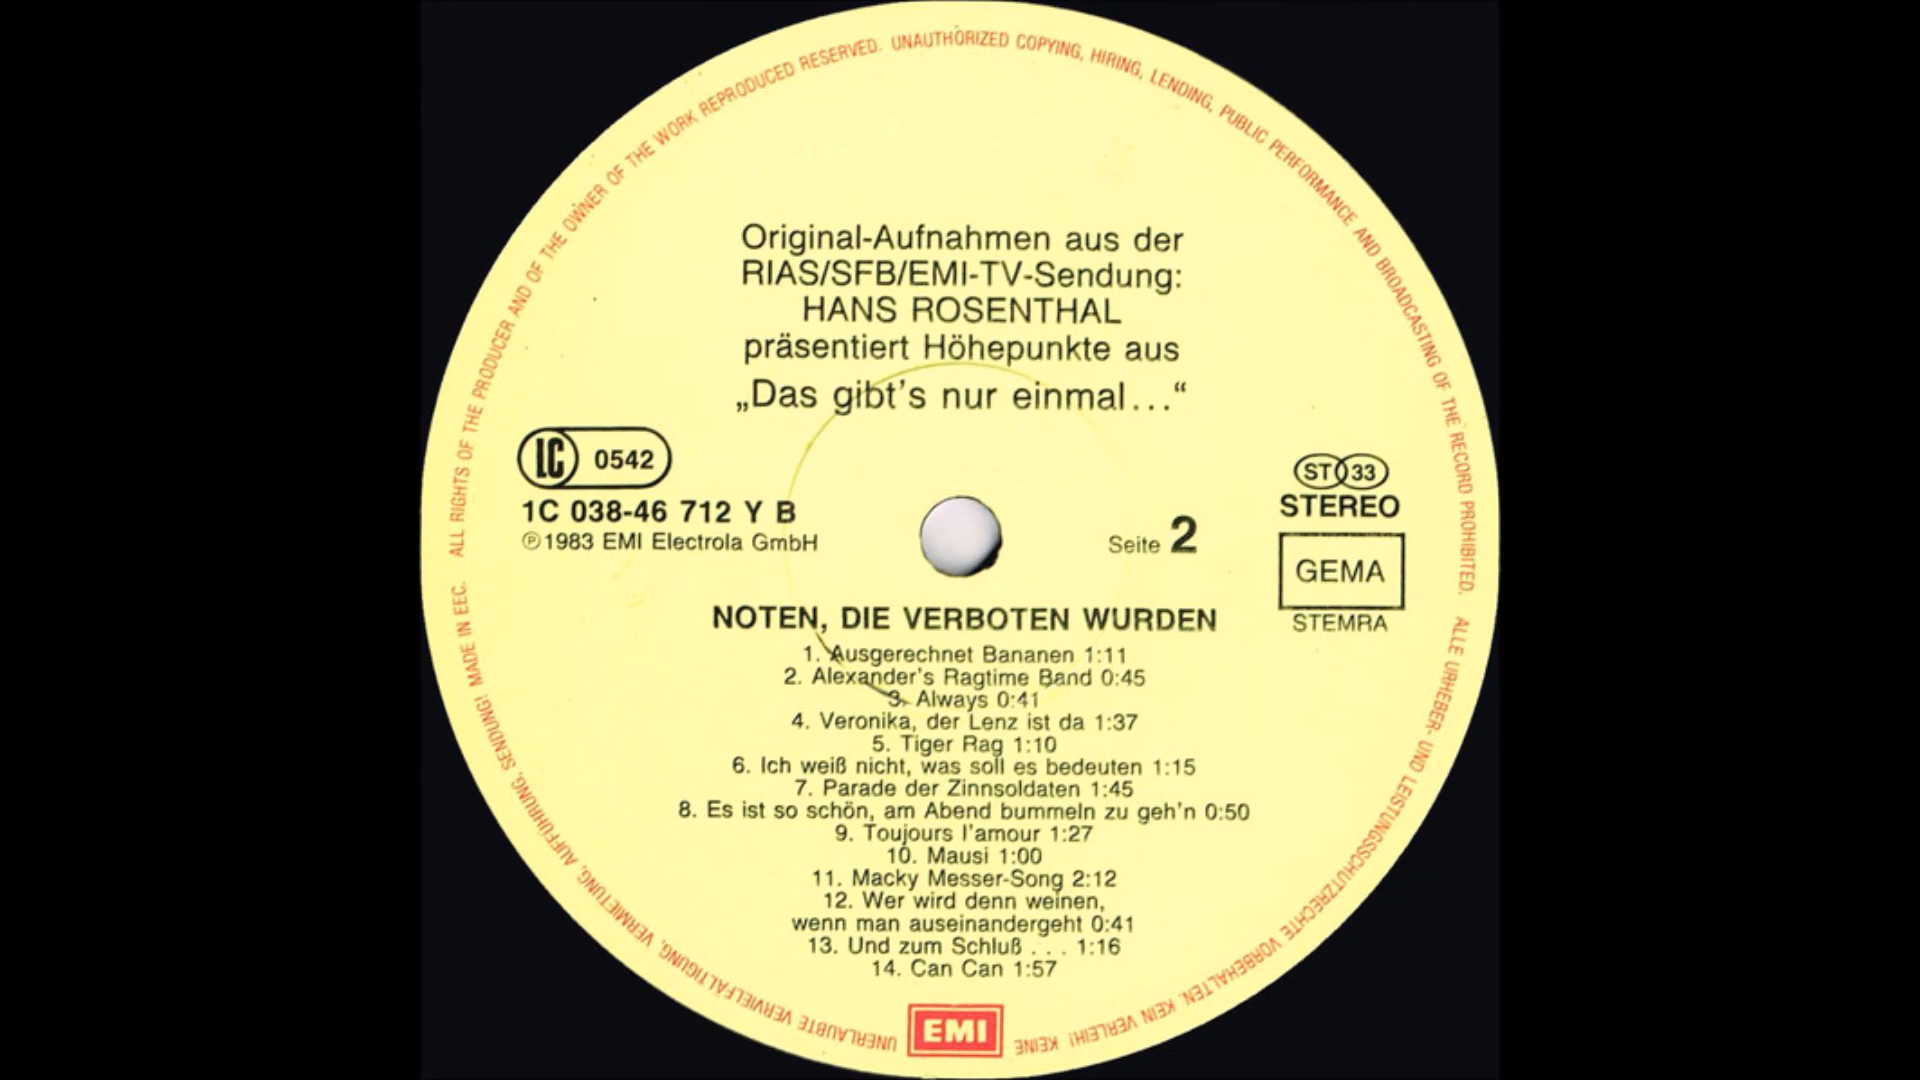 ALL RIGHTS OF THE PRODUCER AND OF THE OWNER OF THE WORK REPRODUCED RESERVED. UNAUTHORIZED COPYING, HIRING, LENDING, PUBLIC PERFORMANCE AND BROADCASTING OF THE RECORD PROHIBITED.
Original-Aufnahmen aus der
RIAS/SFB/EMI-TV-Sendung:
HANS ROSENTHAL
präsentiert Höhepunkte aus
„Das gibt's nur einmal...“
LC 0542
1C 038-46 712 Y B
℗ 1983 EMI Electrola GmbH
Seite 2
ST 33
STEREO
GEMA
STEMRA
NOTEN, DIE VERBOTEN WURDEN
1. Ausgerechnet Bananen 1:11
2. Alexander's Ragtime Band 0:45
3. Always 0:41
4. Veronika, der Lenz ist da 1:37
5. Tiger Rag 1:10
6. Ich weiß nicht, was soll es bedeuten 1:15
7. Parade der Zinnsoldaten 1:45
8. Es ist so schön, am Abend bummeln zu geh'n 0:50
9. Toujours l'amour 1:27
10. Mausi 1:00
11. Macky Messer-Song 2:12
12. Wer wird denn weinen,
wenn man auseinandergeht 0:41
13. Und zum Schluß . . . 1:16
14. Can Can 1:57
EMI
ALLE URHEBER- UND LEISTUNGSSCHUTZRECHTE VORBEHALTEN. KEIN VERLEIH! KEINE UNERLAUBTE VERVIELFÄLTIGUNG, VERMIETUNG, AUFFÜHRUNG, SENDUNG! MADE IN EEC.